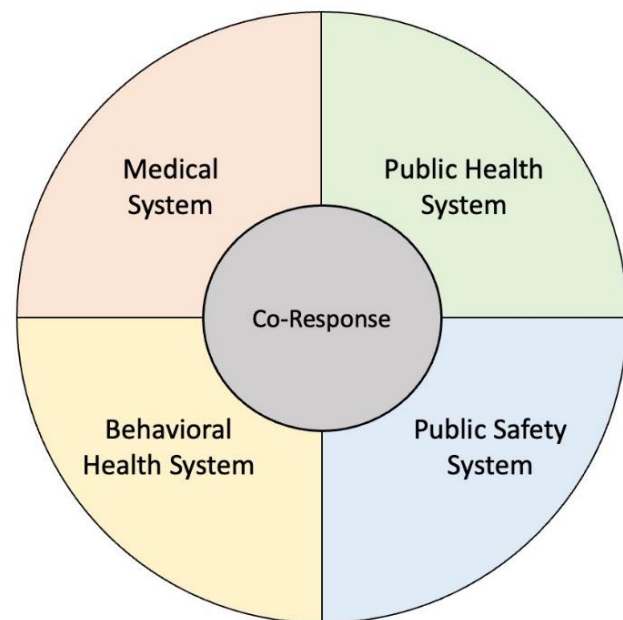 Medical
System
Public Health
System
Co-Response
Behavioral
Health System
Public Safety
System